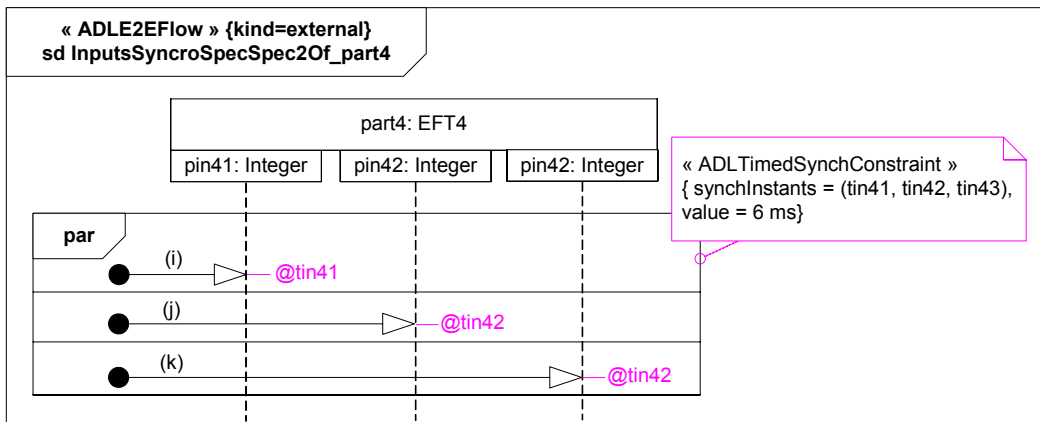 « ADLE2EFlow » {kind=external}
sd InputsSyncroSpecSpec2Of_part4
part4: EFT4
pin41: Integer
pin42: Integer
pin42: Integer
« ADLTimedSynchConstraint »
{ synchInstants = (tin41, tin42, tin43),
value = 6 ms}
par
(i)
@tin41
(j)
@tin42
(k)
@tin42